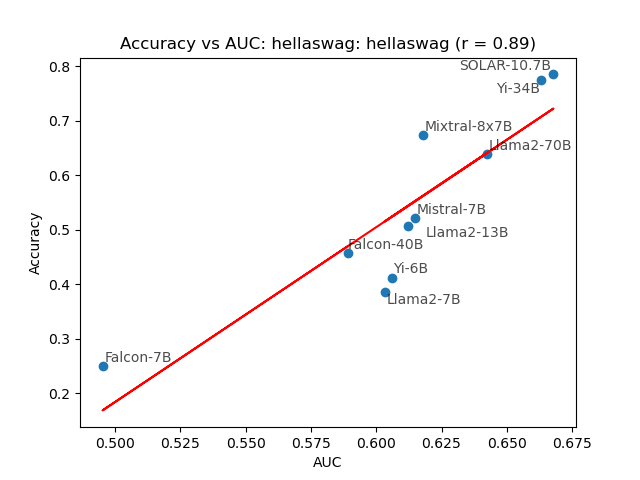 Accuracy vs AUC: hellaswag: hellaswag (r = 0.89)
0.8
0.7
0.6
0.5
0.4
0.3
0.2
Accuracy
SOLAR-10.7B
Yi-34B
Mixtral-8x7B
Llama2-70B
Mistral-7B
Llama2-13B
Falcon-40B
Yi-6B
Llama2-7B
Falcon-7B
0.500 0.525 0.550 0.575 0.600 0.625 0.650 0.675
AUC